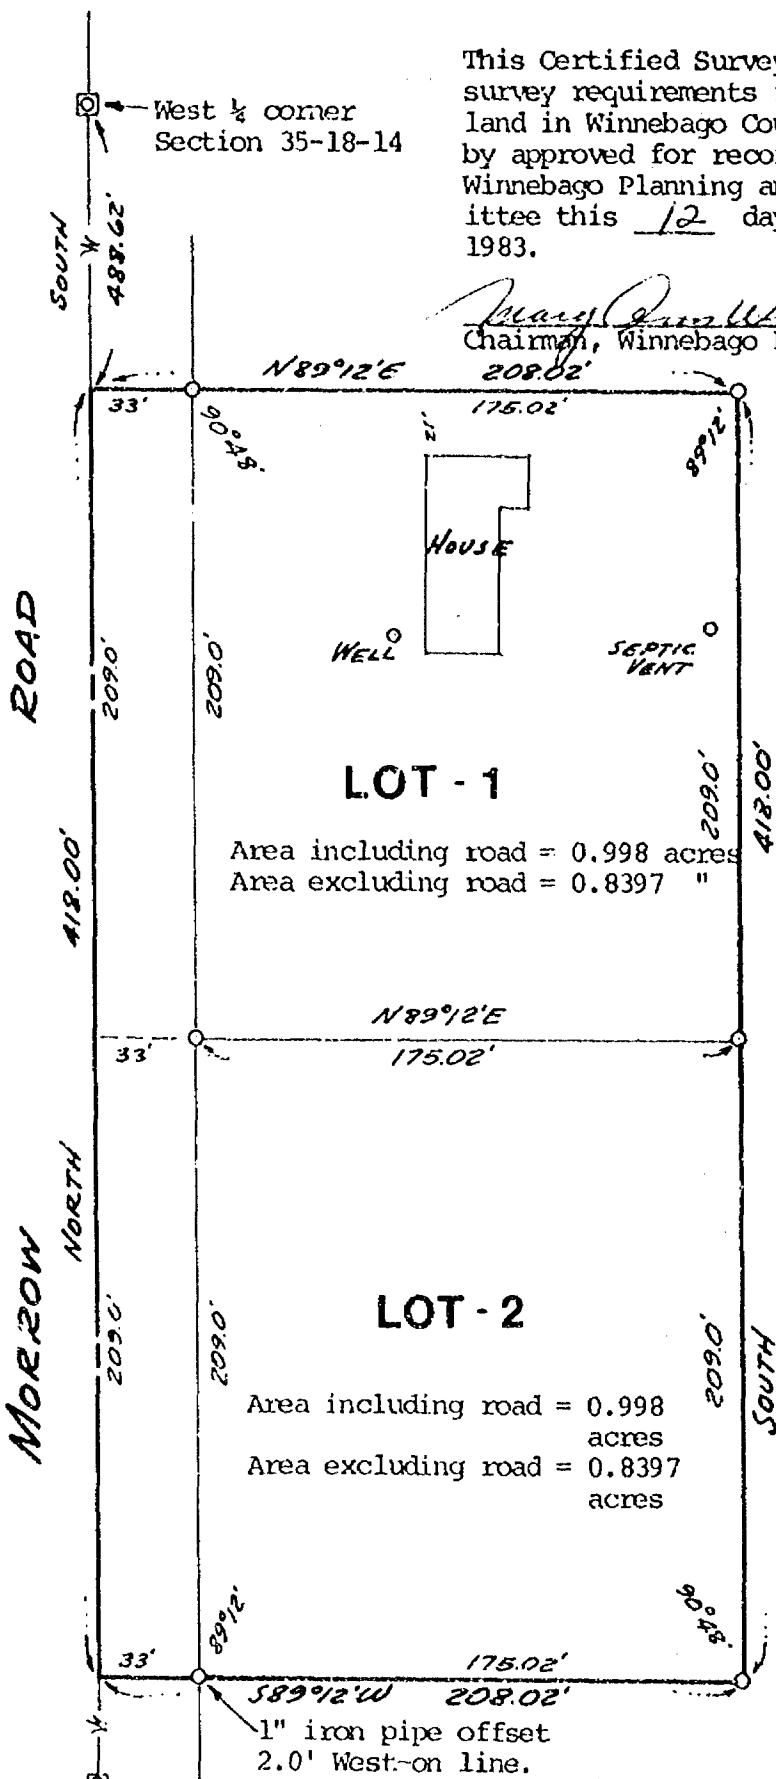 This Certified Survey
survey requirements
land in Winnebago Cou
by approved for reco
Winnebago Planning a
ittee this 12 day
1983.
Mary Ann
Chairman, Winnebago
West ¼ corner
Section 35-18-14
SOUTH
488.62'
N89°12'E 208.02'
33' 175.02'
90°48'
21'
89°12'
HOUSE
WELL
SEPTIC
VENT
ROAD
209.0'
209.0'
209.0'
418.00'
418.00'
LOT - 1
Area including road = 0.998 acres
Area excluding road = 0.8397 "
N89°12'E
33' 175.02'
NORTH
MORROW
209.0'
209.0'
209.0'
SOUTH
LOT - 2
Area including road = 0.998
acres
Area excluding road = 0.8397
acres
89°12'
90°48'
33' 175.02'
S89°12'W 208.02'
1" iron pipe offset
2.0' West-on line.